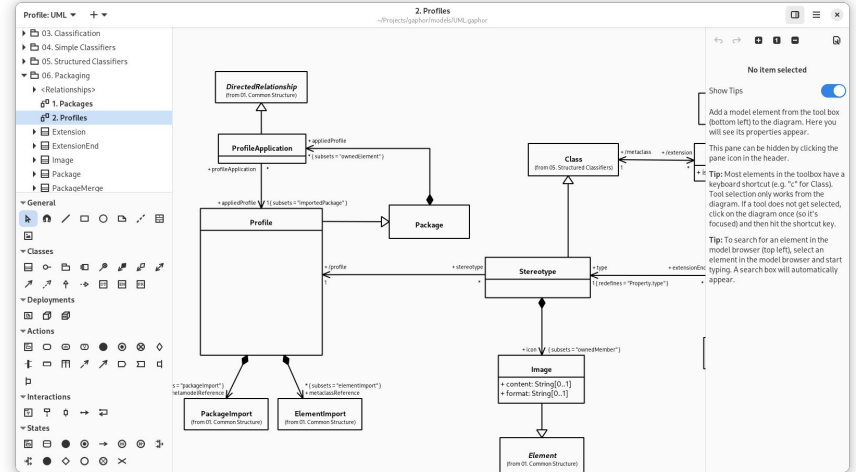 Profile: UML
2. Profiles
~/Projects/gaphor/models/UML.gaphor
03. Classification
04. Simple Classifiers
05. Structured Classifiers
06. Packaging
<Relationships>
1. Packages
2. Profiles
Extension
ExtensionEnd
Image
Package
PackageMerge
General
Classes
Deployments
Actions
Interactions
States
DirectedRelationship
(from 01. Common Structure)
ProfileApplication
+ appliedProfile
* { subsets = "ownedElement" }
+ profileApplication
*
+ appliedProfile
1 { subsets = "importedPackage" }
Profile
Package
Class
(from 05. Structured Classifiers)
+ /metaclass
1
+ /extension
*
+ is
+ /profile
1
+ stereotype
*
Stereotype
+ type
1 { redefines = "Property.type" }
+ extensionEnd
*
+ icon
* { subsets = "ownedMember" }
Image
+ content: String[0..1]
+ format: String[0..1]
Element
(from 01. Common Structure)
s = "packageImport" }
metamodelReference
* { subsets = "elementImport" }
+ metaclassReference
PackageImport
(from 01. Common Structure)
ElementImport
(from 01. Common Structure)
No item selected
Show Tips
Add a model element from the tool box
(bottom left) to the diagram. Here you
will see its properties appear.
This pane can be hidden by clicking the
pane icon in the header.
Tip: Most elements in the toolbox have a
keyboard shortcut (e.g. "c" for Class).
Tool selection only works from the
diagram. If a tool does not get selected,
click on the diagram once (so it's
focused) and then hit the shortcut key.
Tip: To search for an element in the
model browser (top left), select an
element in the model browser and start
typing. A search box will automatically
appear.